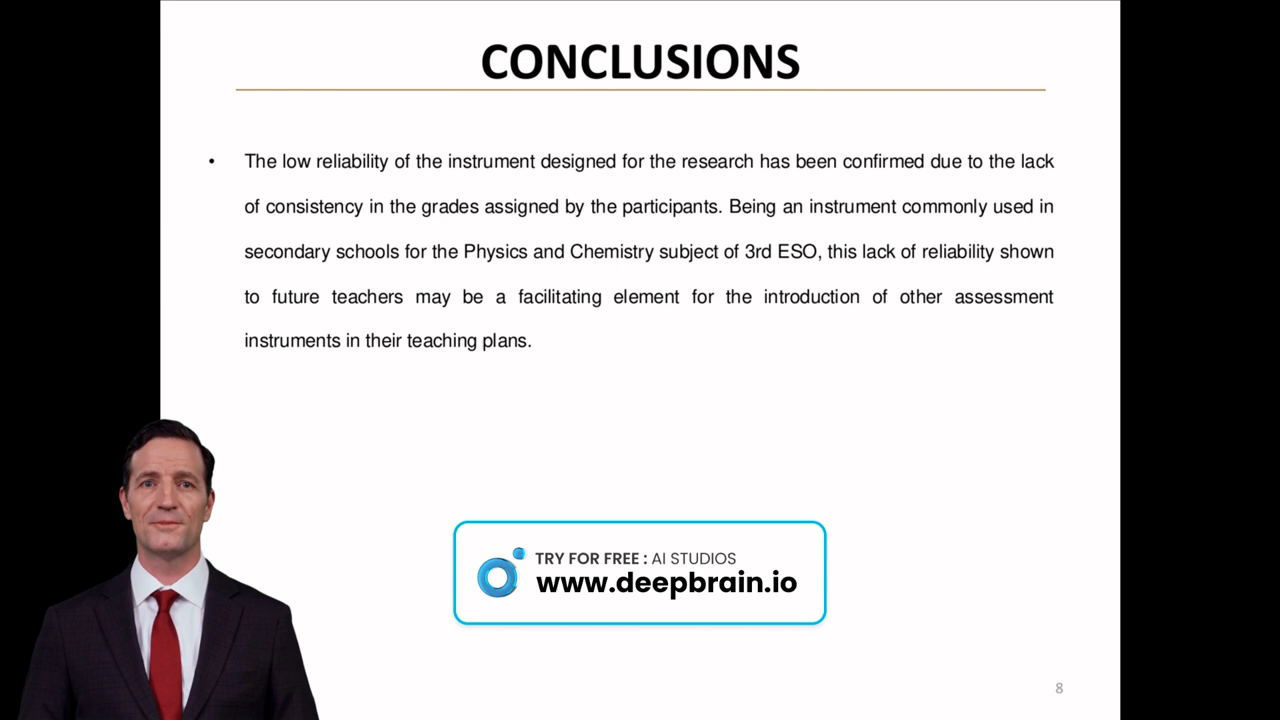 CONCLUSIONS
• The low reliability of the instrument designed for the research has been confirmed due to the lack
of consistency in the grades assigned by the participants. Being an instrument commonly used in
secondary schools for the Physics and Chemistry subject of 3rd ESO, this lack of reliability shown
to future teachers may be a facilitating element for the introduction of other assessment
instruments in their teaching plans.
TRY FOR FREE : AI STUDIOS
www.deepbrain.io
8